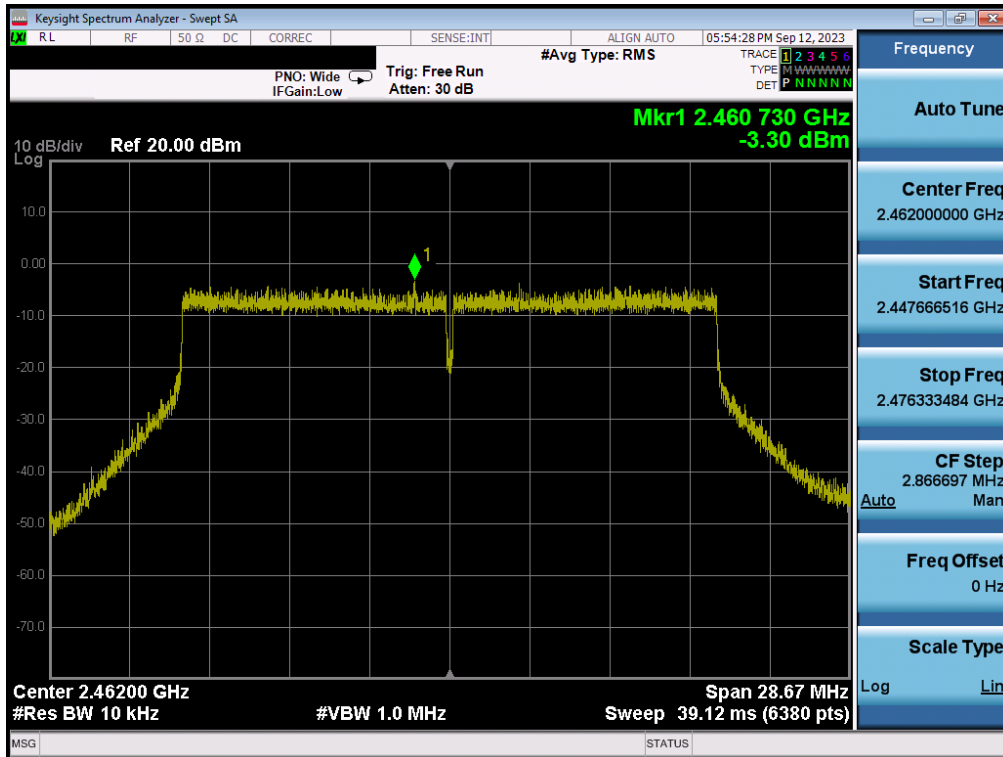 Keysight Spectrum Analyzer - Swept SA
LXI RL RF 50 Ω DC CORREC SENSE:INT ALIGN AUTO 05:54:28 PM Sep 12, 2023
#Avg Type: RMS TRACE 1 2 3 4 5 6
PNO: Wide Trig: Free Run TYPE M WWWWW
IFGain:Low Atten: 30 dB DET P N N N N N
Mkr1 2.460 730 GHz
-3.30 dBm
10 dB/div Ref 20.00 dBm
Log
10.0
0.00
1
-10.0
-20.0
-30.0
-40.0
-50.0
-60.0
-70.0
Center 2.46200 GHz Span 28.67 MHz
#Res BW 10 kHz #VBW 1.0 MHz Sweep 39.12 ms (6380 pts)
MSG STATUS
Frequency
Auto Tune
Center Freq
2.462000000 GHz
Start Freq
2.447666516 GHz
Stop Freq
2.476333484 GHz
CF Step
2.866697 MHz
Auto Man
Freq Offset
0 Hz
Scale Type
Log Lin